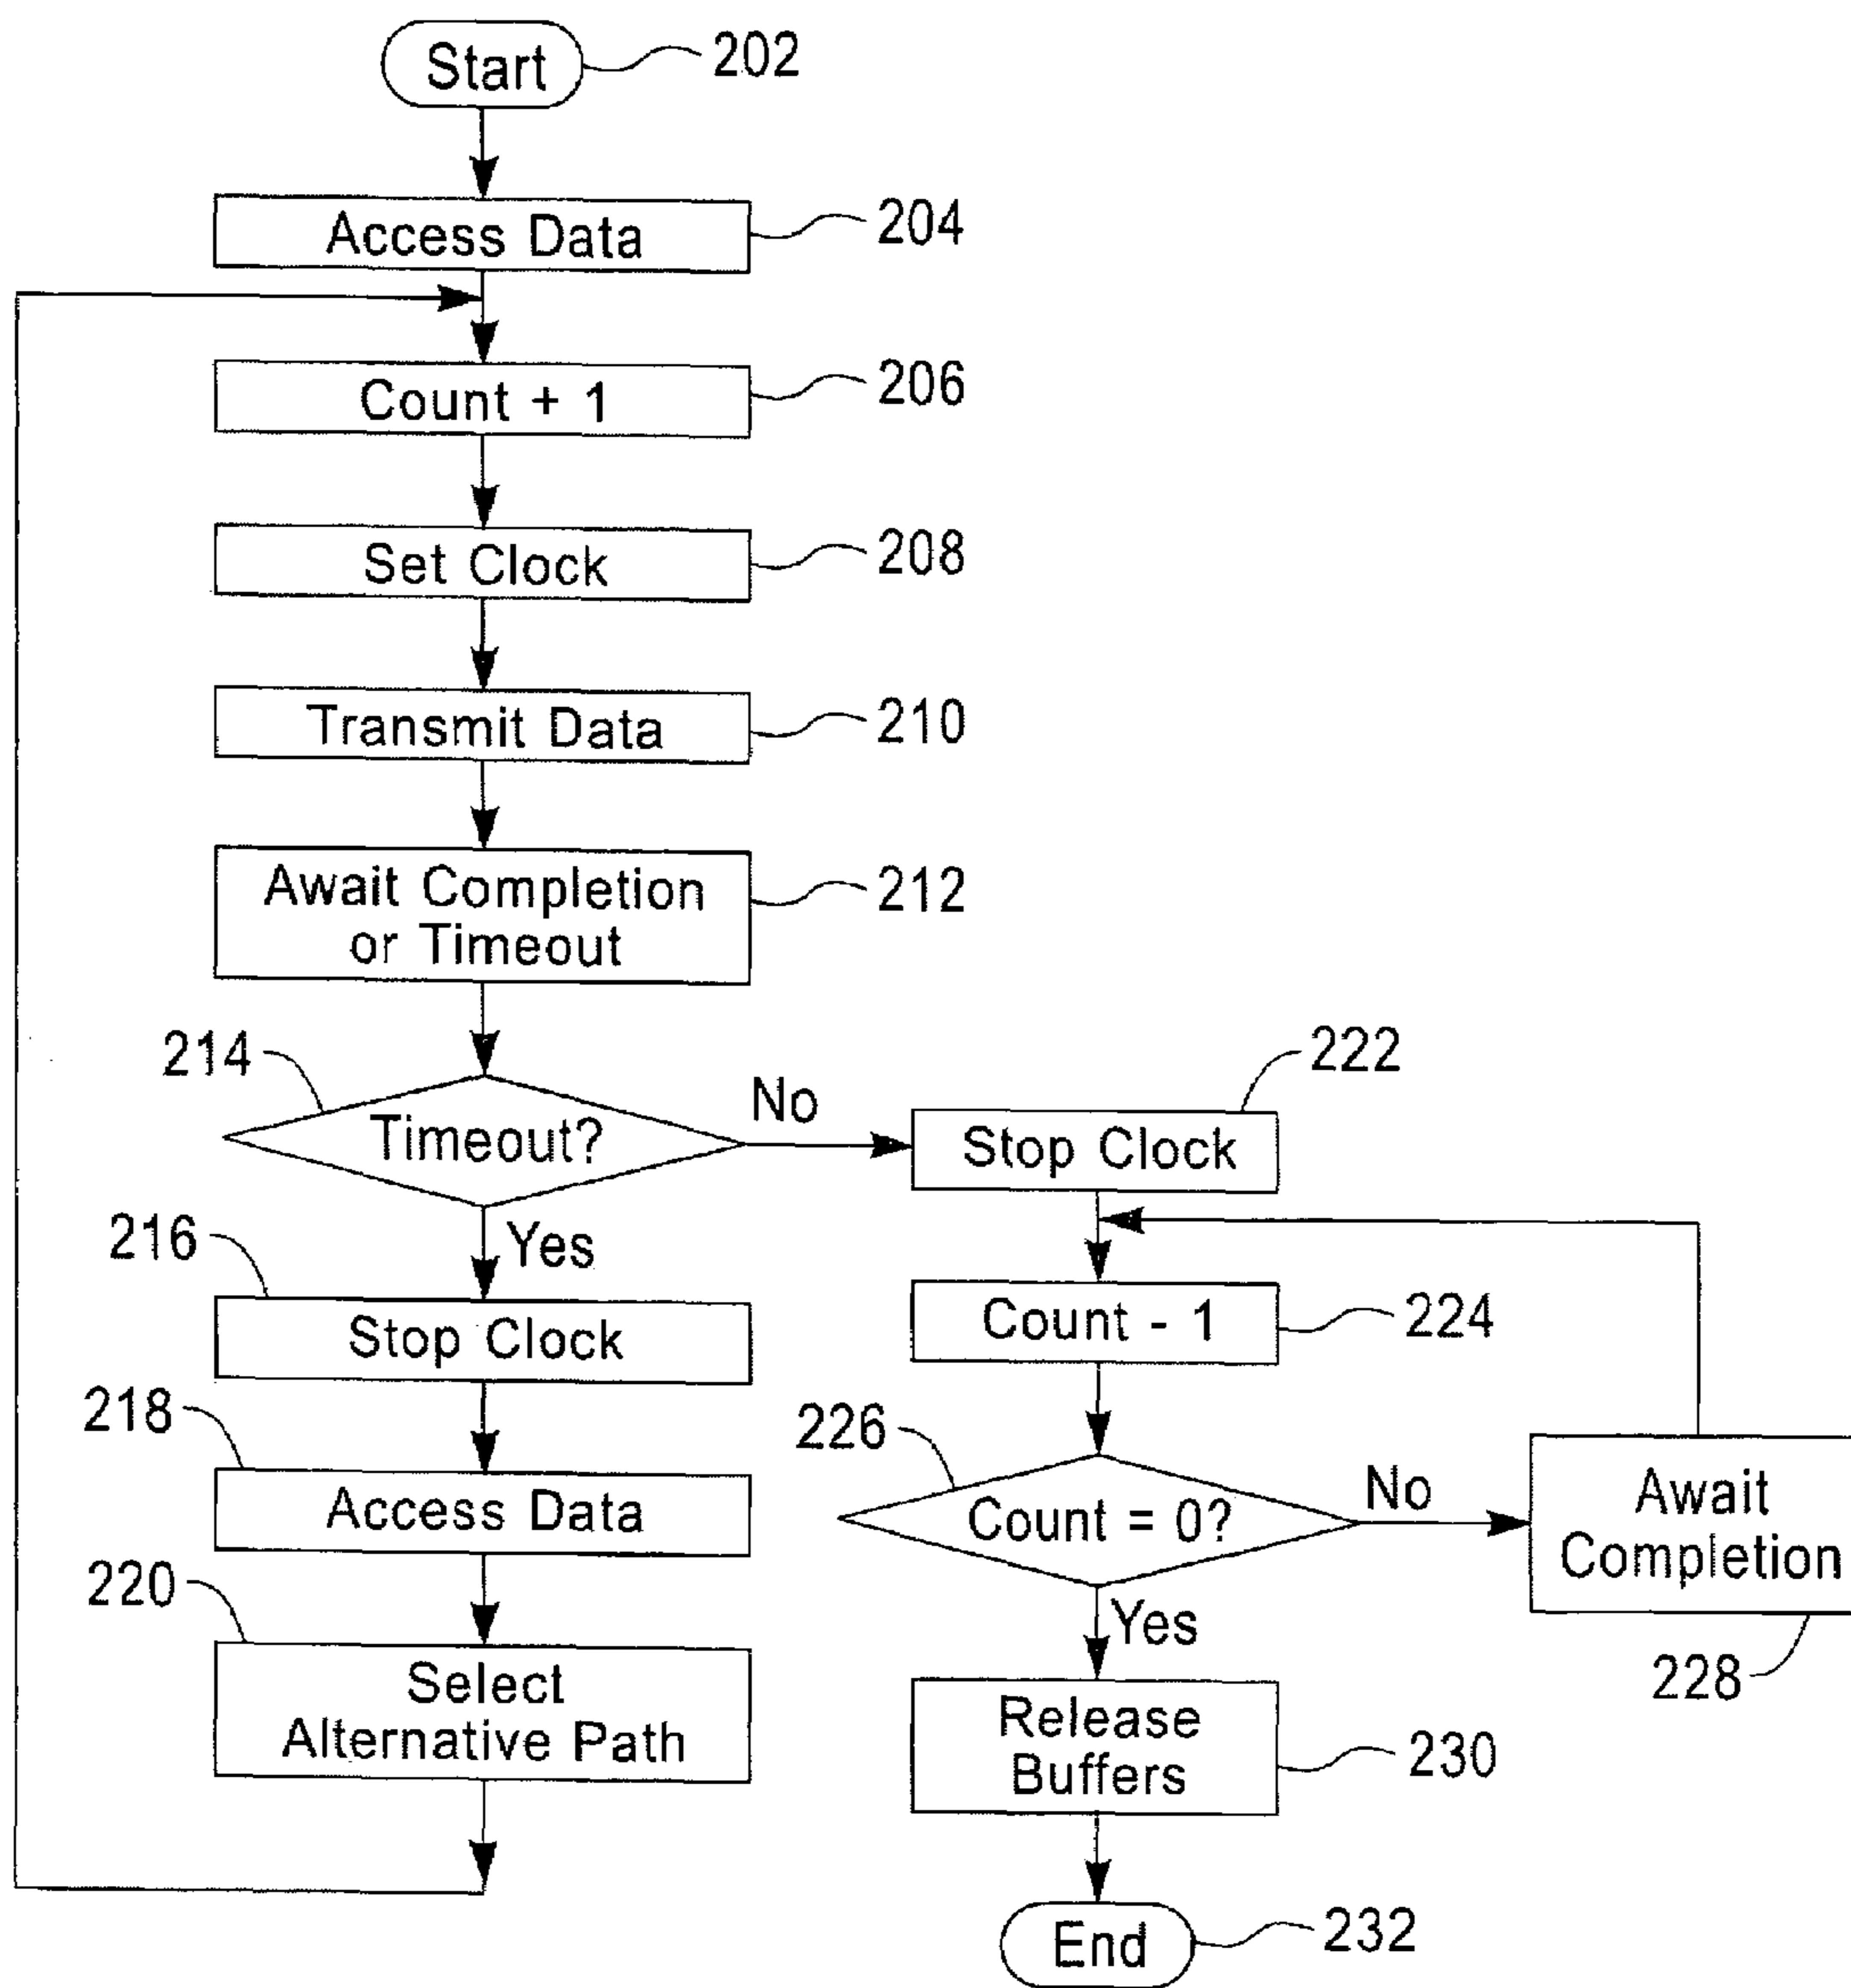 Start
202
Access Data
204
Count + 1
206
Set Clock
208
Transmit Data
210
Await Completion
or Timeout
212
214
Timeout?
No
Yes
222
Stop Clock
216
Stop Clock
Count - 1
224
218
Access Data
226
Count = 0?
No
Yes
Await
Completion
228
220
Select
Alternative Path
Release
Buffers
230
End
232